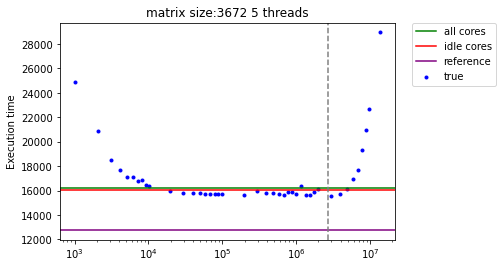 matrix size:3672 5 threads
Execution time
28000
26000
24000
22000
20000
18000
16000
14000
12000
10³
10⁴
10⁵
10⁶
10⁷
all cores
idle cores
reference
true